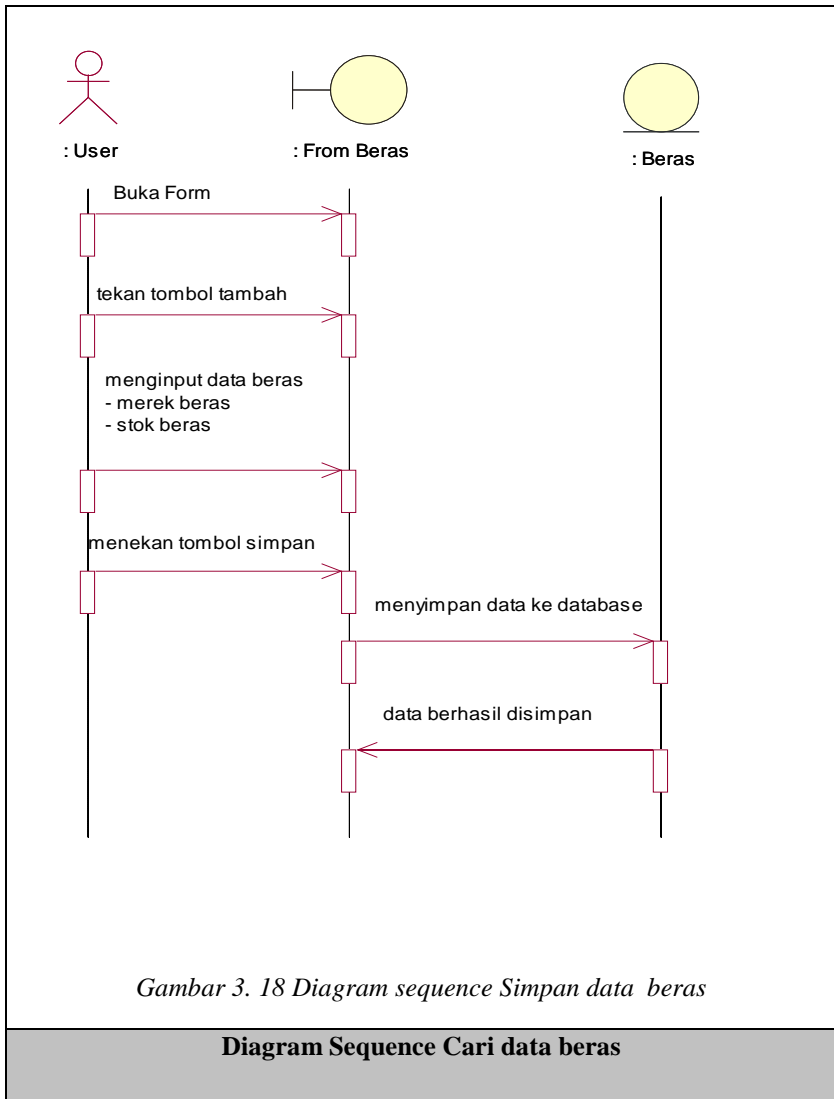 : User
: From Beras
: Beras
Buka Form
tekan tombol tambah
menginput data beras
- merek beras
- stok beras
menekan tombol simpan
menyimpan data ke database
data berhasil disimpan
Gambar 3. 18 Diagram sequence Simpan data beras
Diagram Sequence Cari data beras